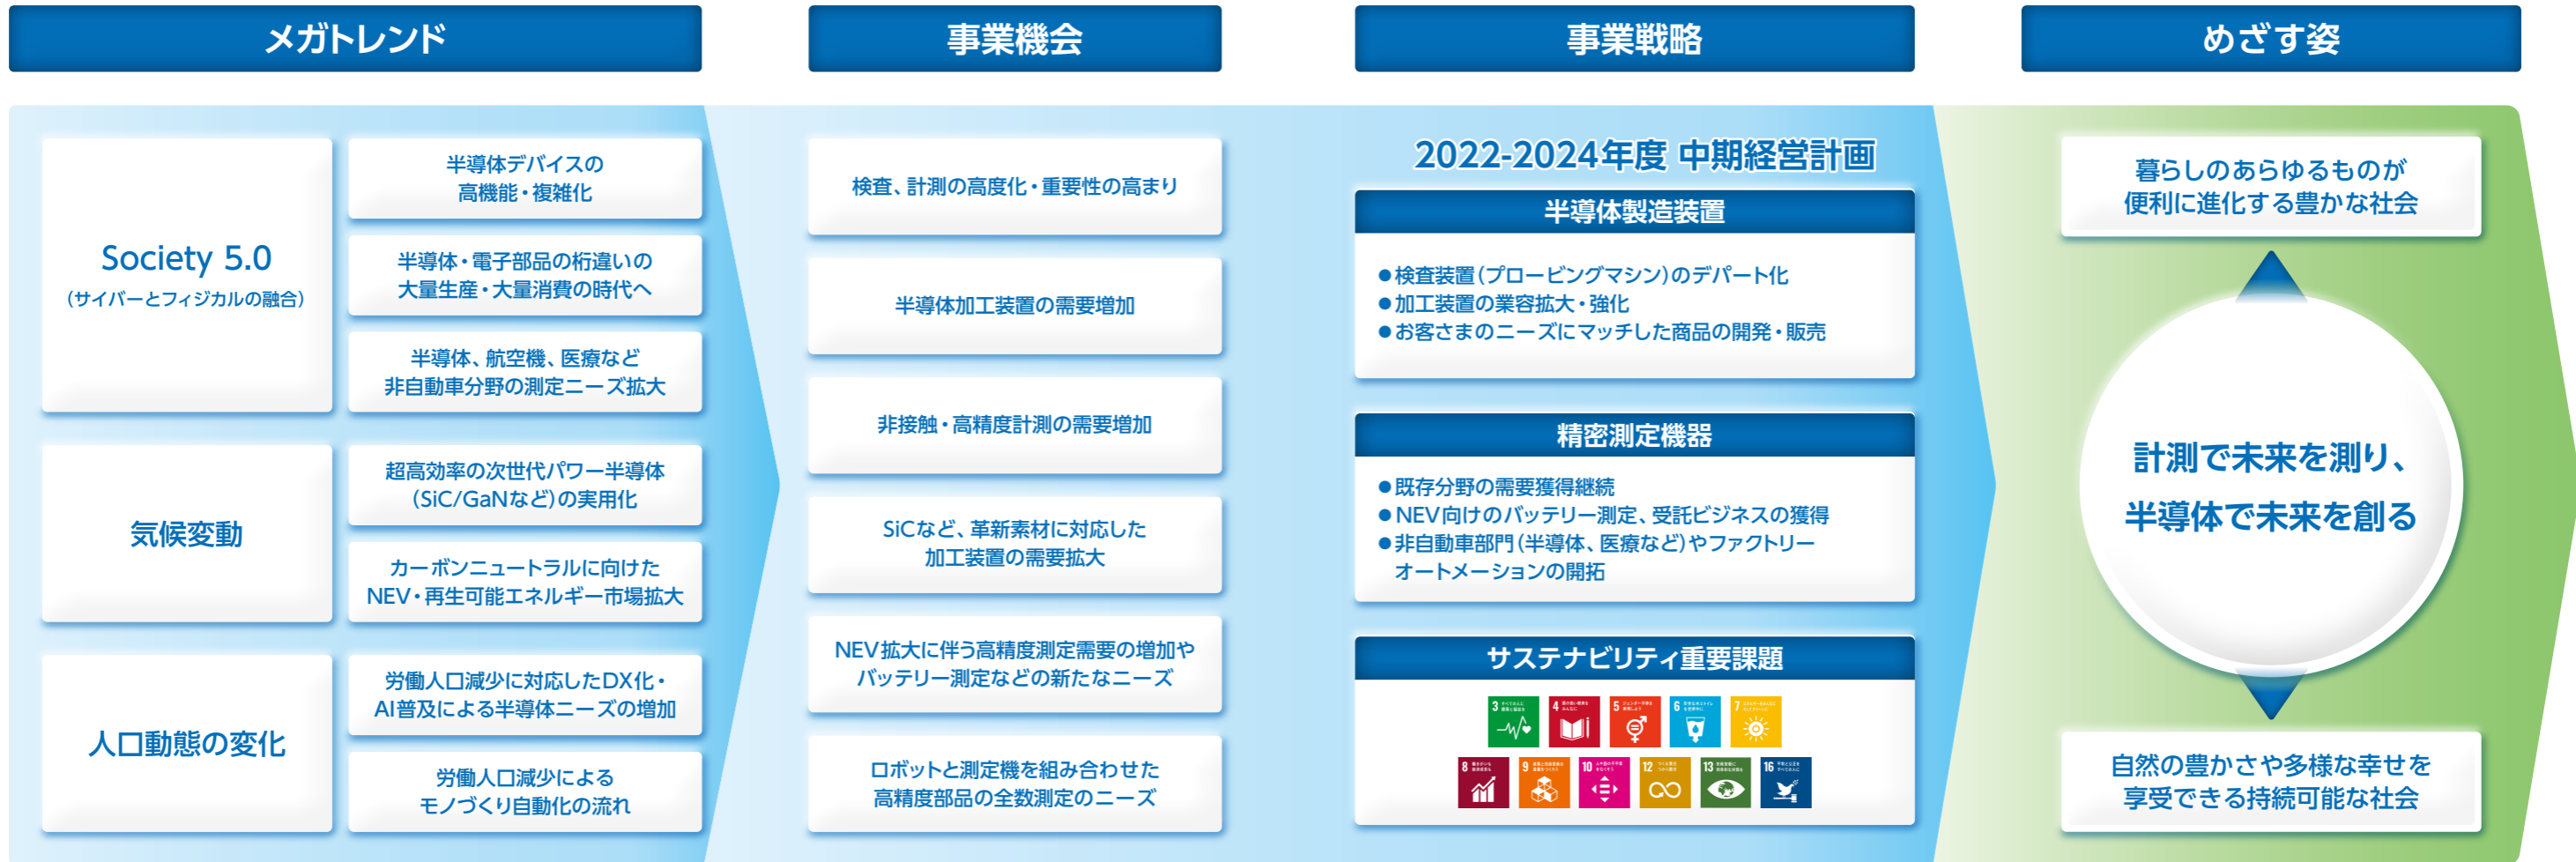 メガトレンド
事業機会
事業戦略
めざす姿
Society 5.0
（サイバーとフィジカルの融合）
半導体デバイスの
高機能・複雑化
半導体・電子部品の桁違いの
大量生産・大量消費の時代へ
半導体、航空機、医療など
非自動車分野の測定ニーズ拡大
気候変動
超高効率の次世代パワー半導体
（SiC/GaNなど）の実用化
カーボンニュートラルに向けた
NEV・再生可能エネルギー市場拡大
人口動態の変化
労働人口減少に対応したDX化・
AI普及による半導体ニーズの増加
労働人口減少による
モノづくり自動化の流れ
検査、計測の高度化・重要性の高まり
半導体加工装置の需要増加
非接触・高精度計測の需要増加
SiCなど、革新素材に対応した
加工装置の需要拡大
NEV拡大に伴う高精度測定需要の増加や
バッテリー測定などの新たなニーズ
ロボットと測定機を組み合わせた
高精度部品の全数測定のニーズ
2022-2024年度 中期経営計画
半導体製造装置
●検査装置（プロービングマシン）のデパート化
●加工装置の業容拡大・強化
●お客さまのニーズにマッチした商品の開発・販売
精密測定機器
●既存分野の需要獲得継続
●NEV向けのバッテリー測定、受託ビジネスの獲得
●非自動車部門（半導体、医療など）やファクトリー
オートメーションの開拓
サステナビリティ重要課題
3
4
5
6
7
8
9
10
12
13
16
暮らしのあらゆるものが
便利に進化する豊かな社会
計測で未来を測り、
半導体で未来を創る
自然の豊かさや多様な幸せを
享受できる持続可能な社会